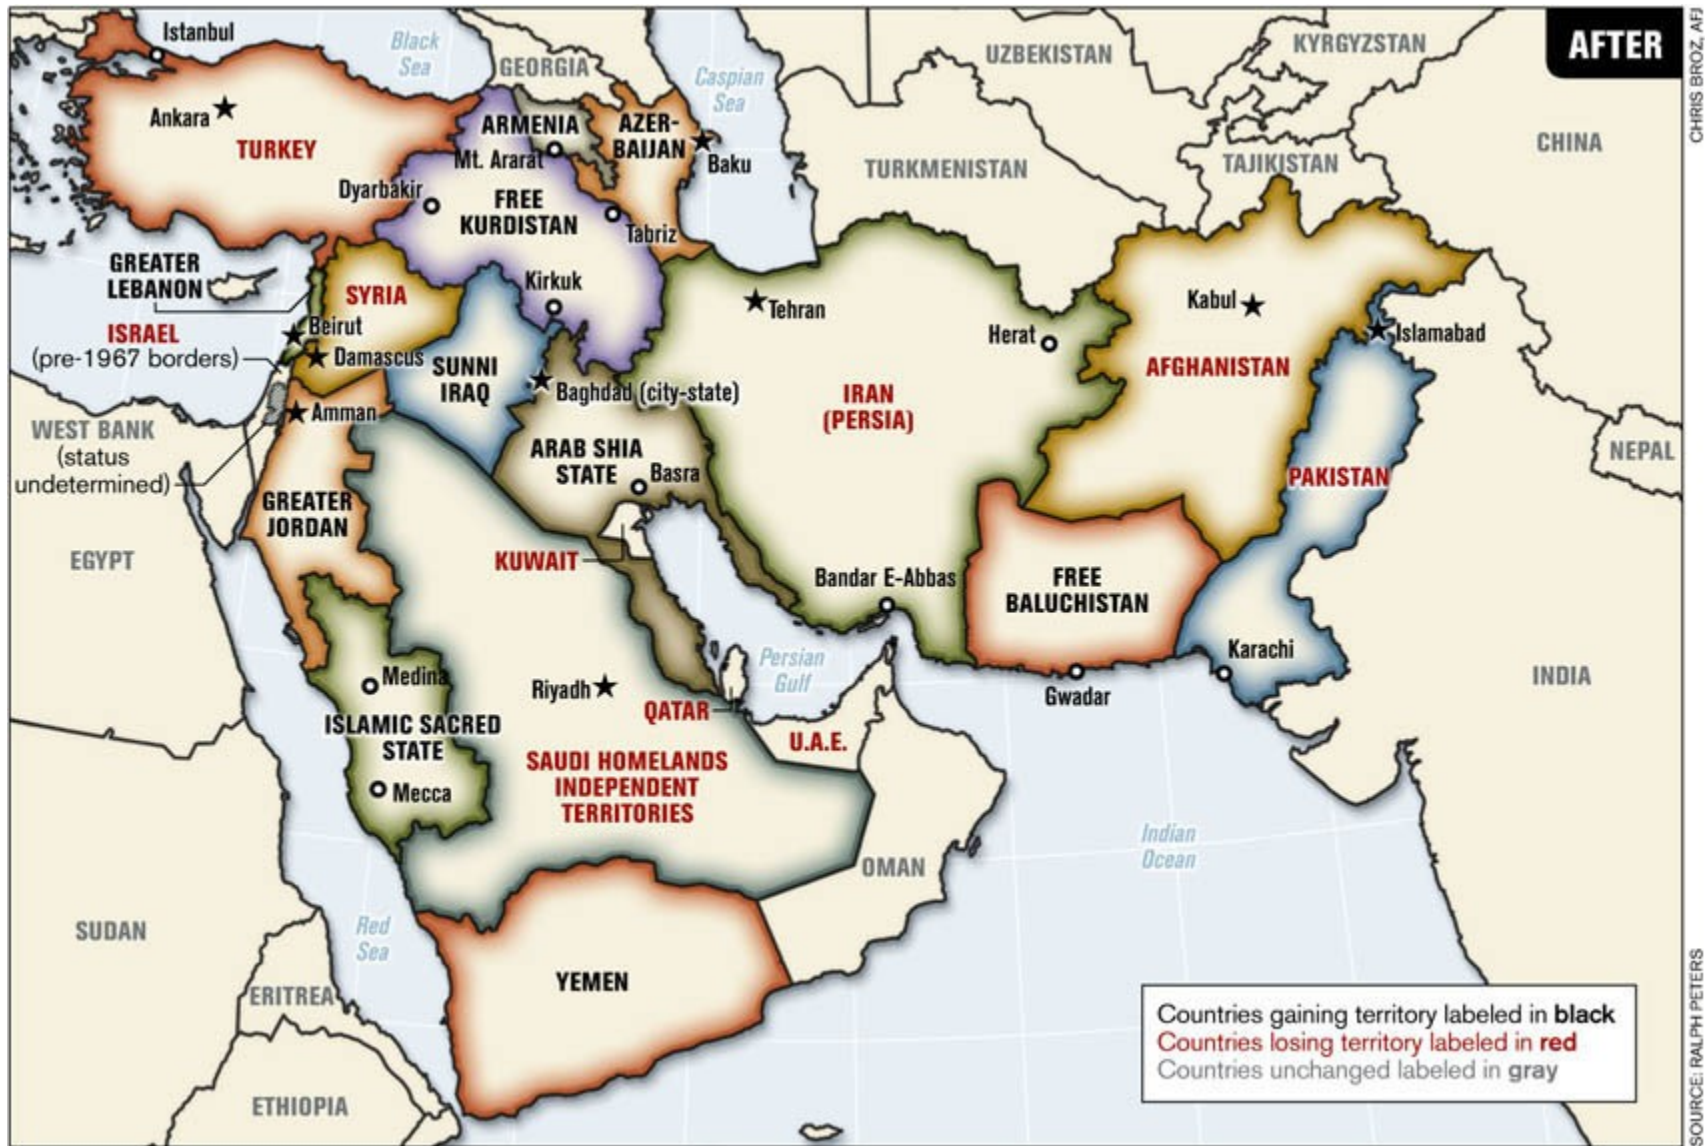 AFTER
CHRIS BROZ, AFJ
Istanbul
Black
Sea
GEORGIA
Caspian
Sea
UZBEKISTAN
KYRGYZSTAN
Ankara
TURKEY
ARMENIA
Mt. Ararat
AZER-
BAIJAN
Baku
TURKMENISTAN
TAJIKISTAN
CHINA
Dyarbakir
FREE
KURDISTAN
Tabriz
GREATER
LEBANON
SYRIA
Kirkuk
ISRAEL
(pre-1967 borders)
Beirut
Damascus
SUNNI
IRAQ
Baghdad (city-state)
Tehran
Herat
Kabul
Islamabad
IRAN
(PERSIA)
AFGHANISTAN
Amman
WEST BANK
(status
undetermined)
ARAB SHIA
STATE
Basra
PAKISTAN
NEPAL
GREATER
JORDAN
EGYPT
KUWAIT
Bandar E-Abbas
FREE
BALUCHISTAN
Medina
Persian
Gulf
Karachi
Gwadar
INDIA
Riyadh
QATAR
ISLAMIC SACRED
STATE
U.A.E.
Mecca
SAUDI HOMELANDS
INDEPENDENT
TERRITORIES
Indian
Ocean
OMAN
SUDAN
Red
Sea
YEMEN
ERITREA
ETHIOPIA
Countries gaining territory labeled in black
Countries losing territory labeled in red
Countries unchanged labeled in gray
SOURCE: RALPH PETERS